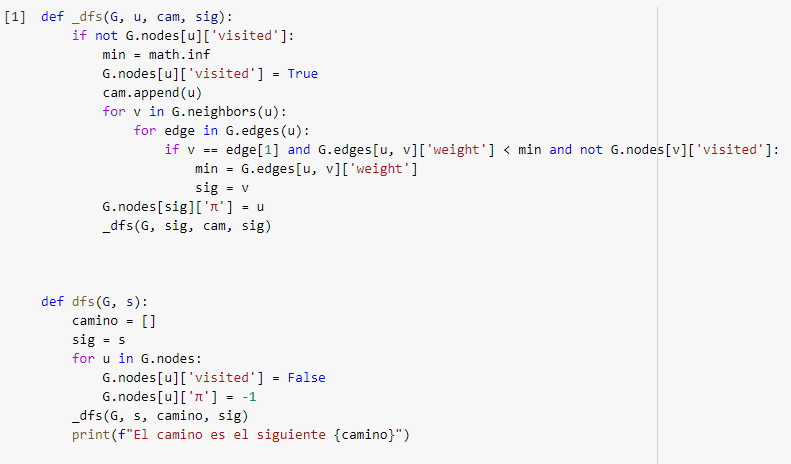 [1] def _dfs(G, u, cam, sig):
        if not G.nodes[u]['visited']:
            min = math.inf
            G.nodes[u]['visited'] = True
            cam.append(u)
            for v in G.neighbors(u):
                for edge in G.edges(u):
                    if v == edge[1] and G.edges[u, v]['weight'] < min and not G.nodes[v]['visited']:
                        min = G.edges[u, v]['weight']
                        sig = v
            G.nodes[sig]['π'] = u
            _dfs(G, sig, cam, sig)
    def dfs(G, s):
        camino = []
        sig = s
        for u in G.nodes:
            G.nodes[u]['visited'] = False
            G.nodes[u]['π'] = -1
        _dfs(G, s, camino, sig)
        print(f"El camino es el siguiente {camino}")